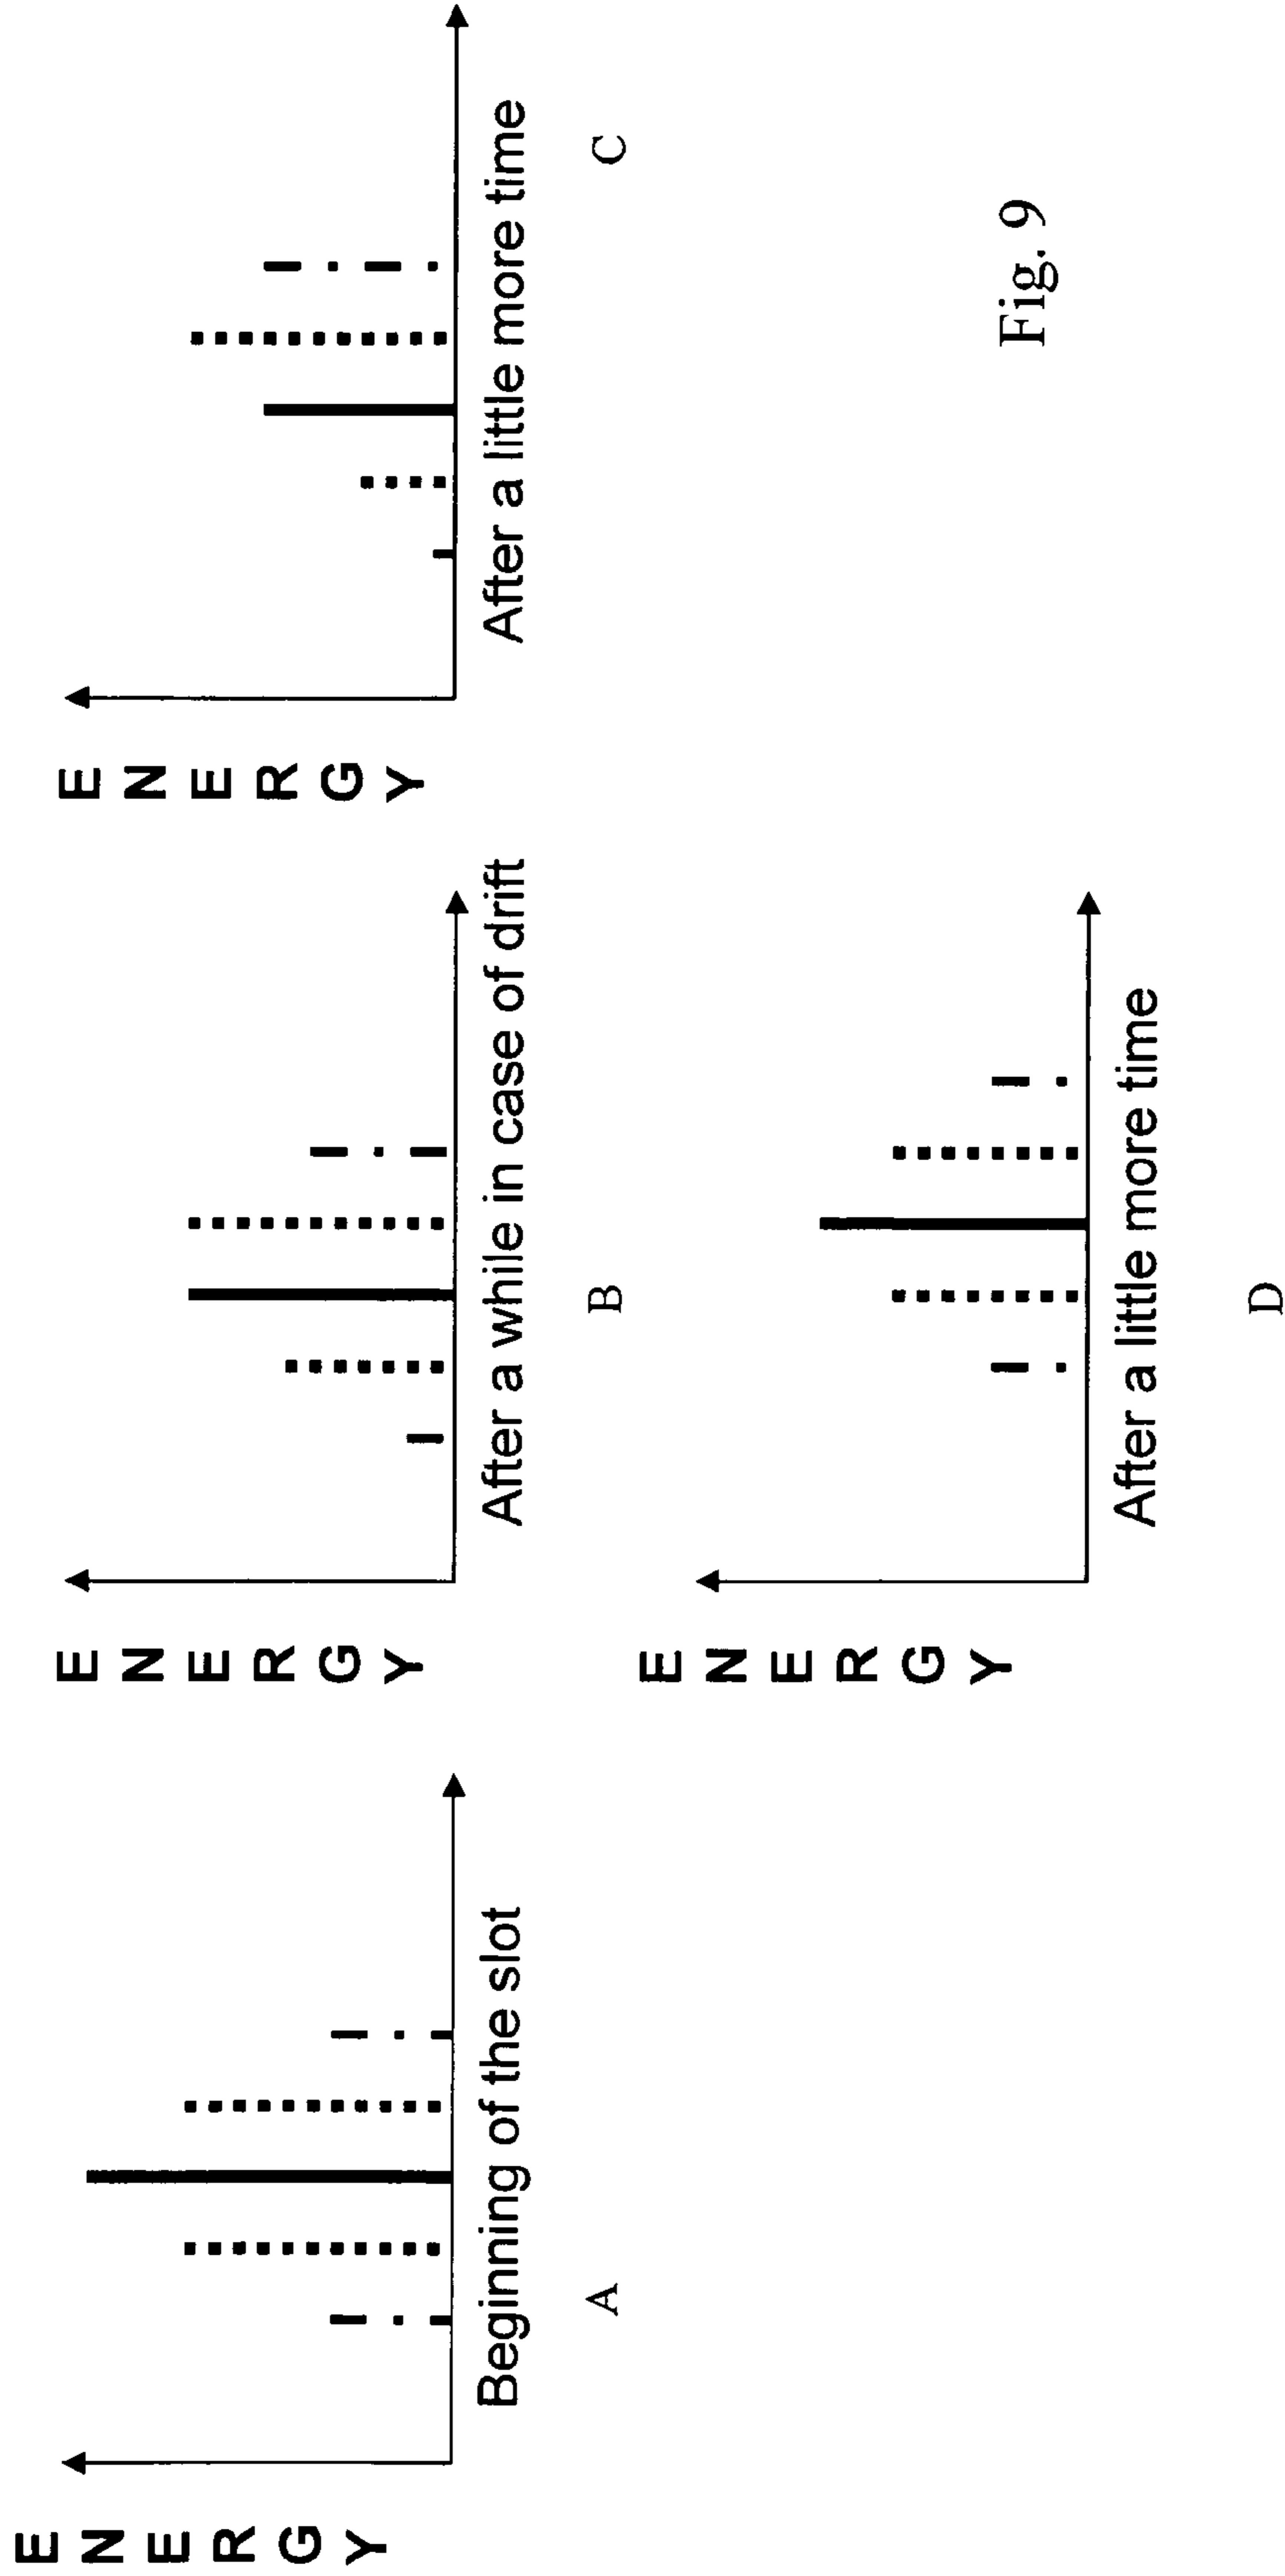 ENERGY
Beginning of the slot
A
ENERGY
After a while in case of drift
B
ENERGY
After a little more time
C
ENERGY
After a little more time
D
Fig. 9